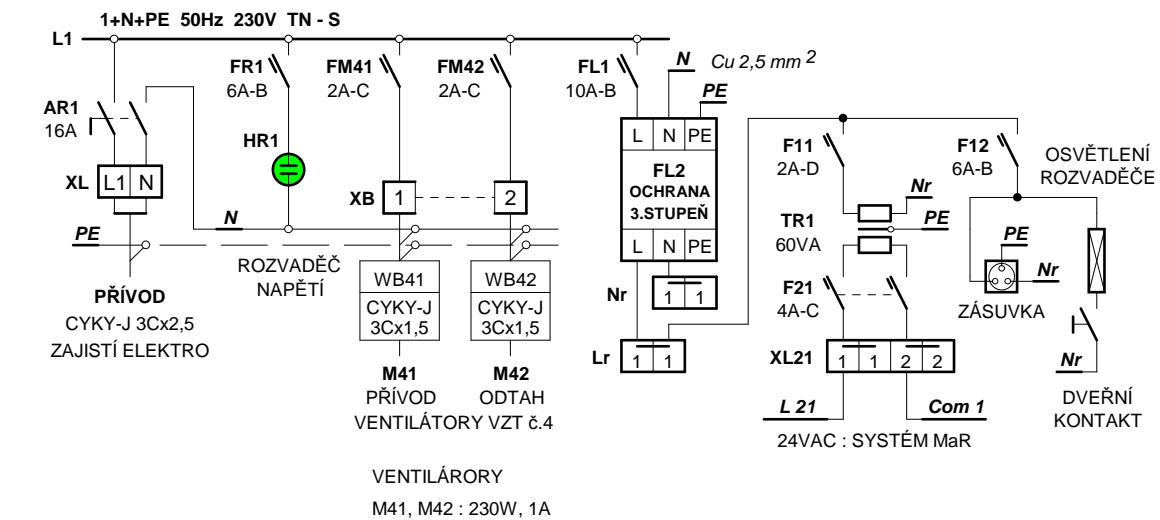 1+N+PE 50Hz 230V TN - S
L1
FR1
6A-B
FM41
2A-C
FM42
2A-C
FL1
10A-B
N
Cu 2,5 mm 2
PE
AR1
16A
HR1
L N PE
FL2
OCHRANA
3.STUPEŇ
L N PE
F11
2A-D
F12
6A-B
OSVĚTLENÍ
ROZVADĚČE
XL
L1 N
XB
1
2
Nr
TR1
60VA
PE
PE
N
PE
Nr
ROZVADĚČ
NAPĚTÍ
WB41
CYKY-J
3Cx1,5
WB42
CYKY-J
3Cx1,5
Nr
1 1
F21
4A-C
ZÁSUVKA
PŘÍVOD
CYKY-J 3Cx2,5
ZAJISTÍ ELEKTRO
Lr
1 1
XL21
1 1 2 2
Nr
M41
PŘÍVOD
M42
ODTAH
VENTILÁTORY VZT č.4
L 21
Com 1
24VAC : SYSTÉM MaR
DVEŘNÍ
KONTAKT
VENTILÁRORY
M41, M42 : 230W, 1A